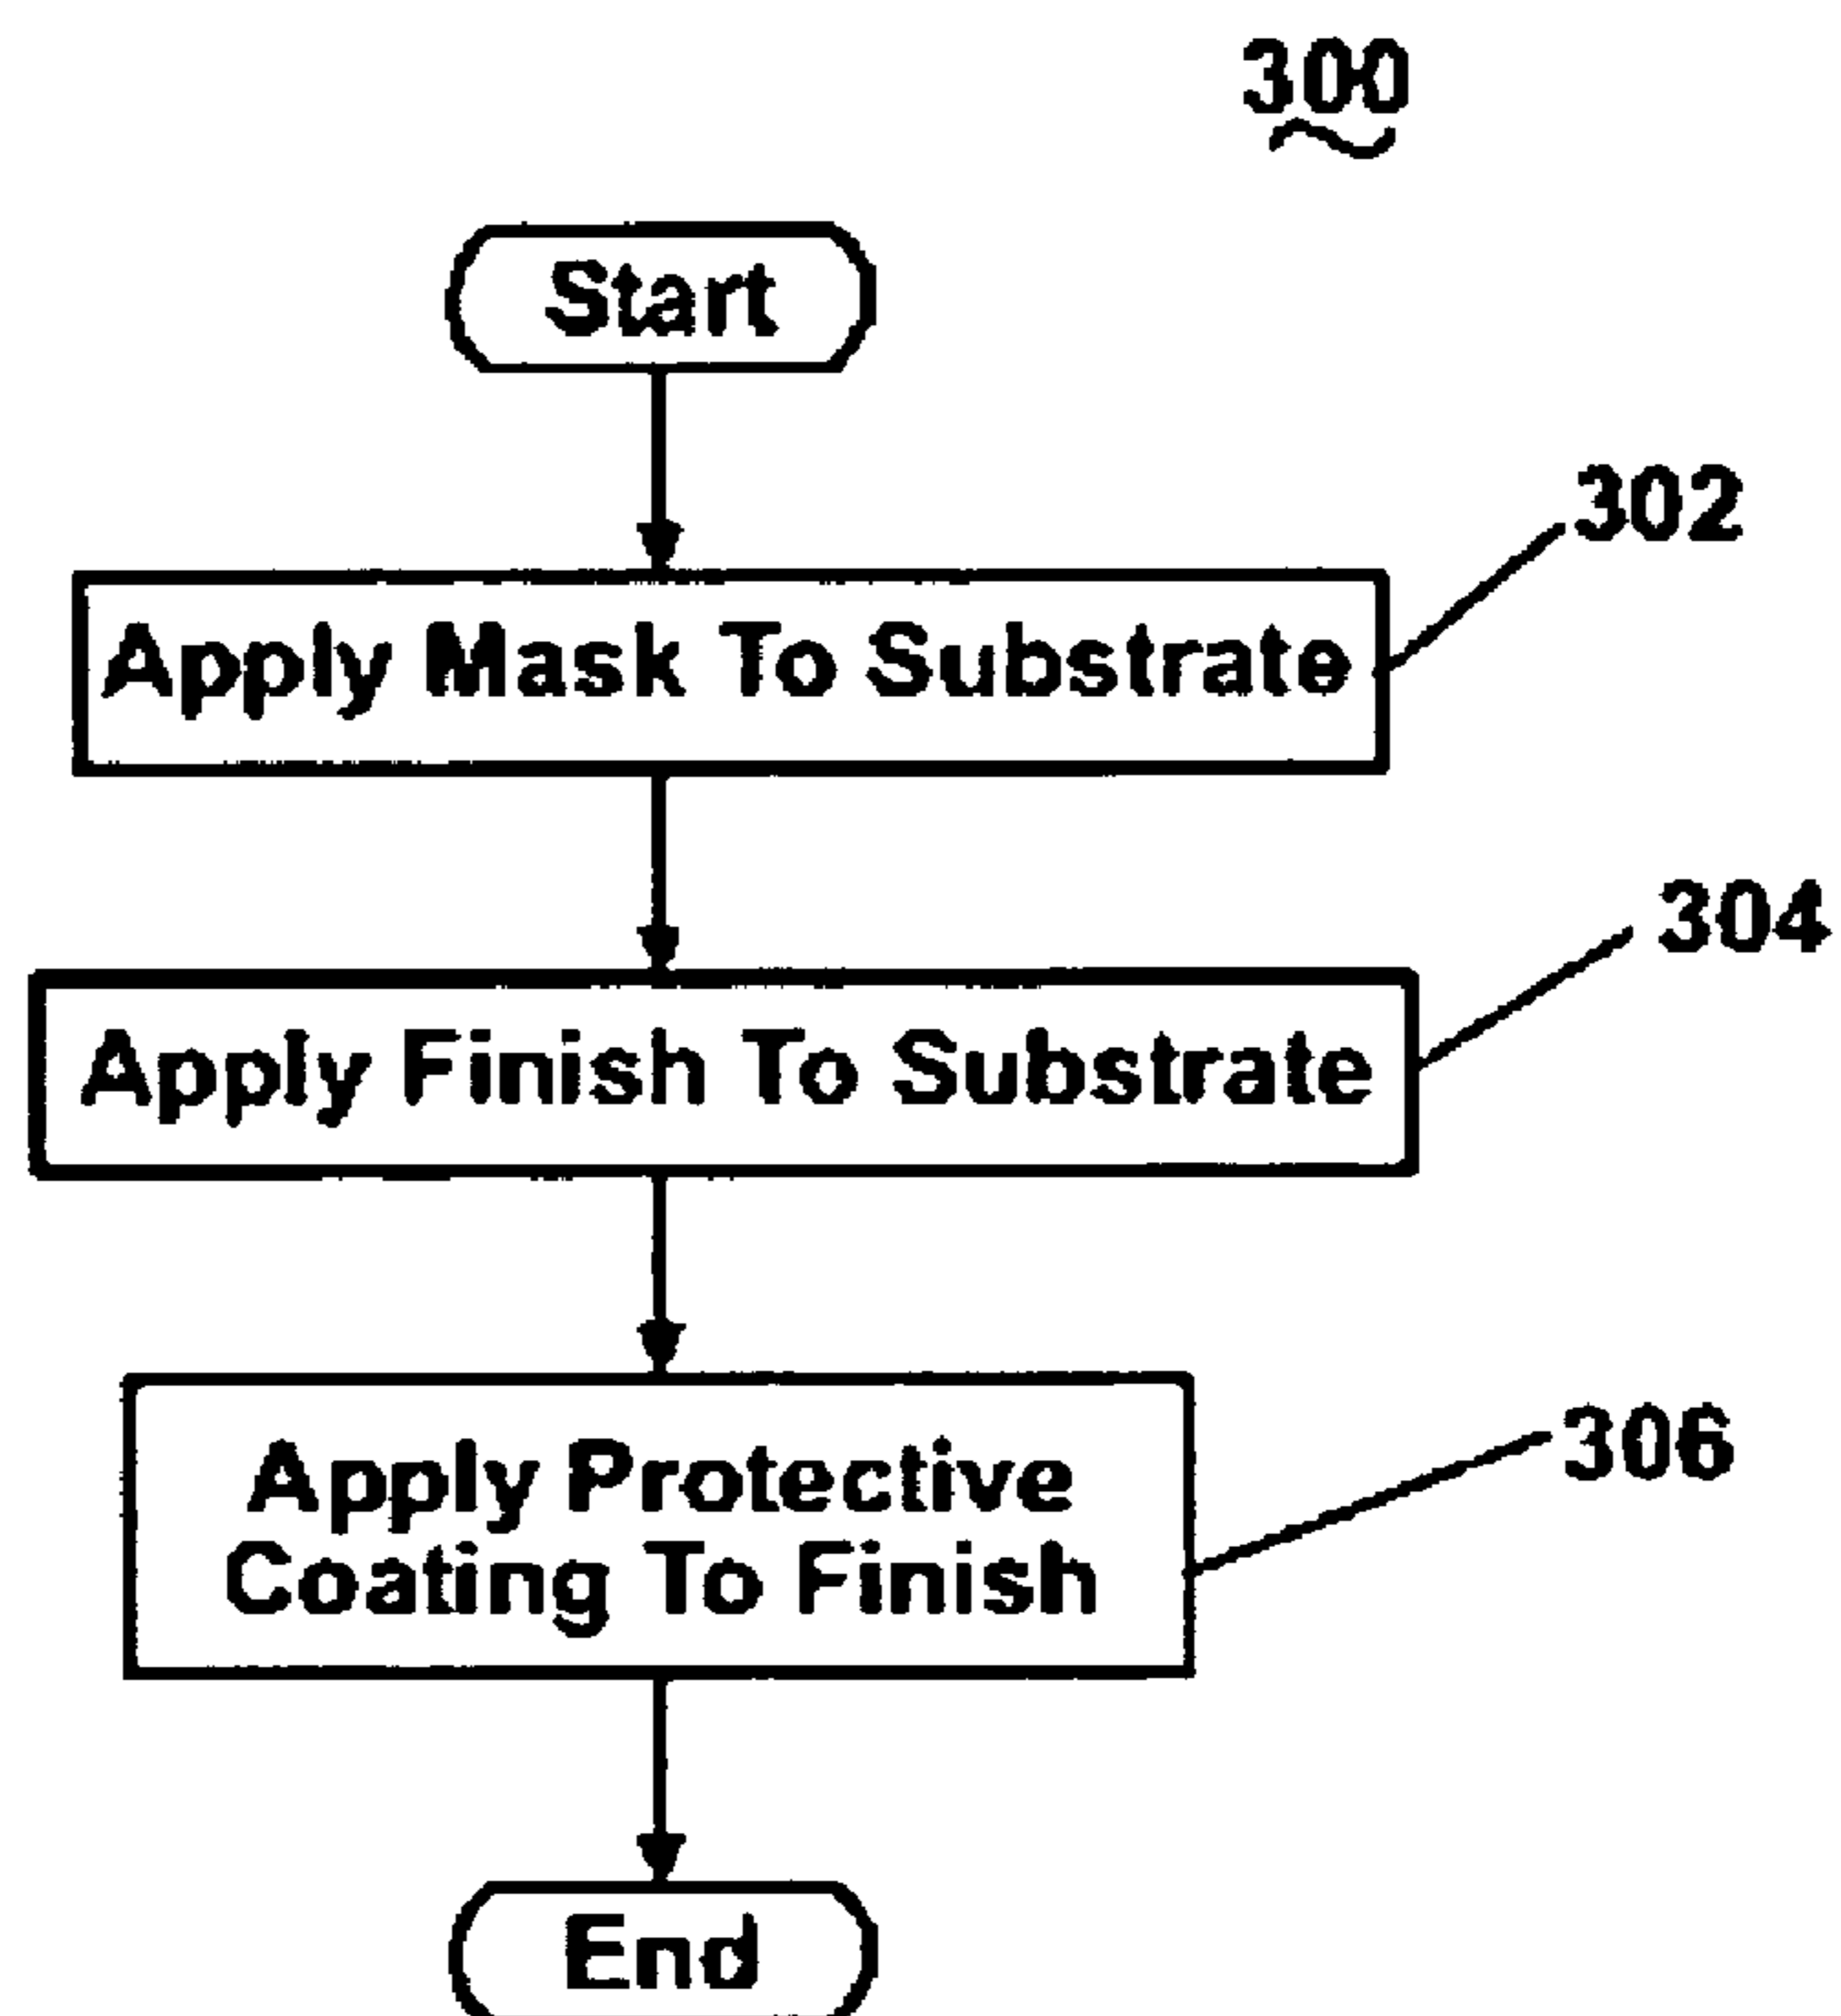 300
Start
302
Apply Mask To Substrate
304
Apply Finish To Substrate
306
Apply Protective
Coating To Finish
End